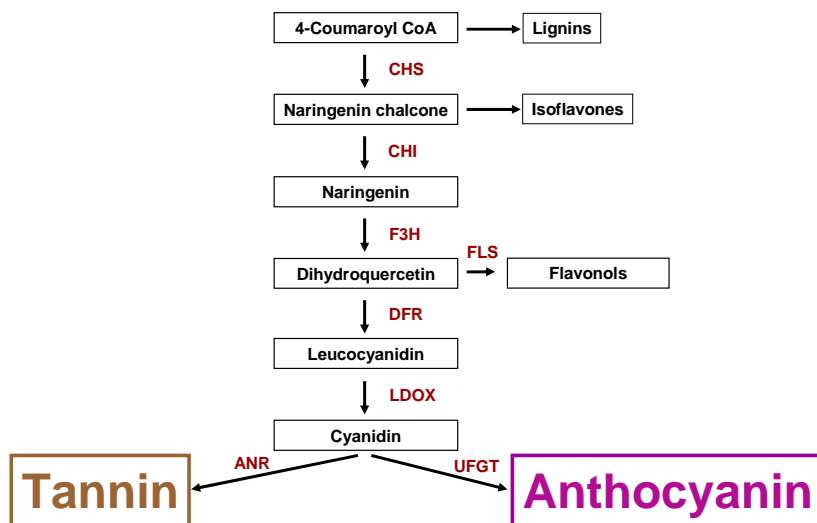 4-Coumaroyl CoA
Lignins
CHS
Naringenin chalcone
Isoflavones
CHI
Naringenin
F3H
FLS
Dihydroquercetin
Flavonols
DFR
Leucocyanidin
LDOX
Cyanidin
ANR
UFGT
Tannin
Anthocyanin